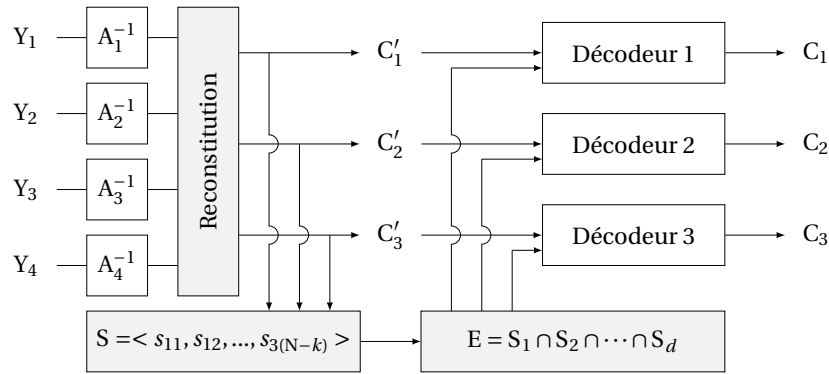 Y₁ A₁⁻¹ C′₁ Décodeur 1 C₁
Y₂ A₂⁻¹ C′₂ Décodeur 2 C₂
Y₃ A₃⁻¹ C′₃ Décodeur 3 C₃
Y₄ A₄⁻¹
Reconstitution
S =< s₁₁, s₁₂, ..., s₃₍N₋k₎ >
E = S₁ ∩ S₂ ∩ ··· ∩ S_d